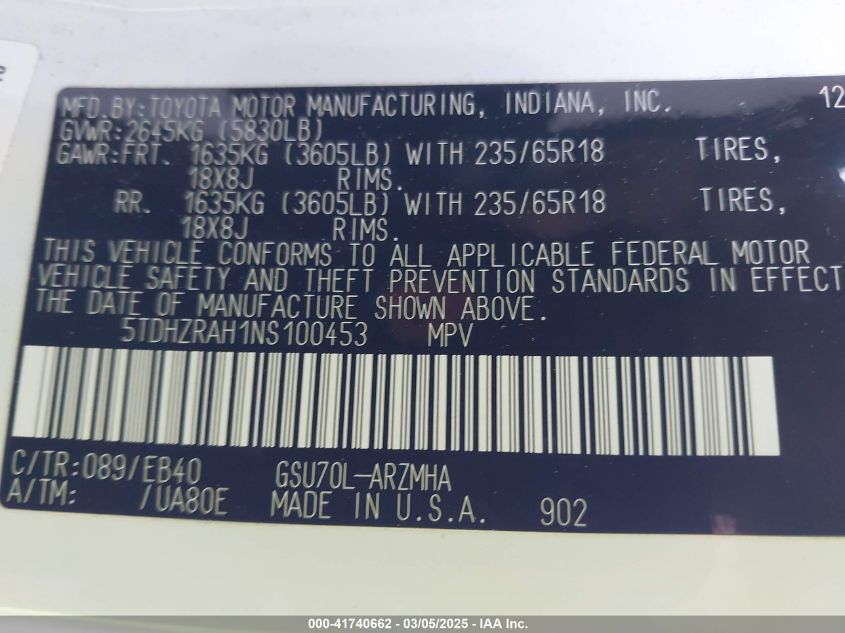 MFD.BY:TOYOTA MOTOR MANUFACTURING, INDIANA, INC. 12
GVWR:2645KG (5830LB)
GAWR:FRT. 1635KG (3605LB) WITH 235/65R18 TIRES,
18X8J RIMS.
RR. 1635KG (3605LB) WITH 235/65R18 TIRES,
18X8J RIMS.
THIS VEHICLE CONFORMS TO ALL APPLICABLE FEDERAL MOTOR
VEHICLE SAFETY AND THEFT PREVENTION STANDARDS IN EFFECT
THE DATE OF MANUFACTURE SHOWN ABOVE.
5TDHZRAH1NS100453 MPV
C/TR:089/EB40 GSU70L-ARZMHA
A/TM: /UA80E MADE IN U.S.A. 902
000-41740662 - 03/05/2025 - IAA Inc.